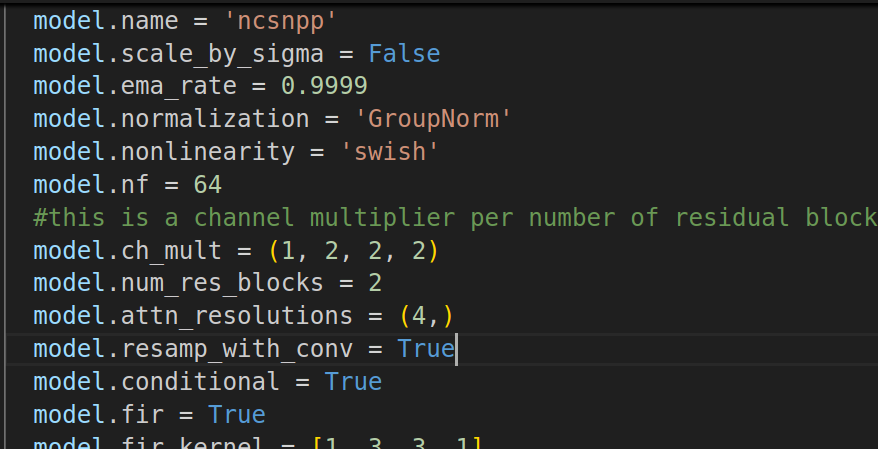 model.name = 'ncsnpp'
model.scale_by_sigma = False
model.ema_rate = 0.9999
model.normalization = 'GroupNorm'
model.nonlinearity = 'swish'
model.nf = 64
#this is a channel multiplier per number of residual block
model.ch_mult = (1, 2, 2, 2)
model.num_res_blocks = 2
model.attn_resolutions = (4,)
model.resamp_with_conv = True
model.conditional = True
model.fir = True
model.fir_kernel = [1, 3, 3, 1]